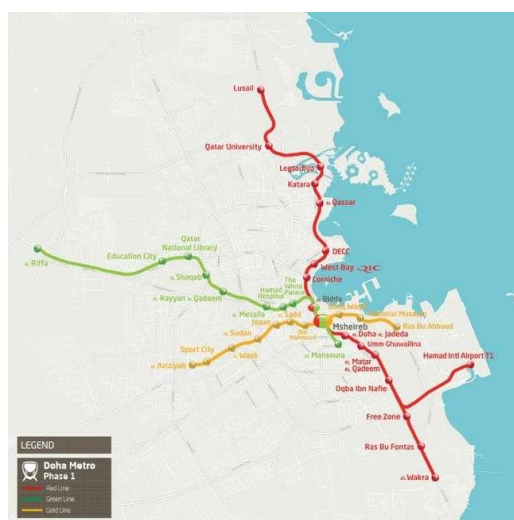 Lusail
Qatar University
Legtaifiya
Katara
AL Qassar
DECC
West Bay QIC
Corniche
AL Bidda
Qatar
National Library
Education City
AL Shaqab
AL Riffa
AL Rayyan AL Qadeem
The
White
Palace
Hamad
Hospital
AL Messila
AL Sadd
Joaan
AL Sudan
Sport City
AL Waab
AL Aziziyah
Bin
Mahmoud
Msheireb
National Museum
Ras Bu Abboud
AL Doha AL Jadeda
AL Mansoura
Umm Ghuwailina
AL Matar
AL Qadeem
Hamad Intl Airport T1
Oqba Ibn Nafie
Free Zone
Ras Bu Fontas
AL Wakra
LEGEND
Doha Metro
Phase 1
Red Line
Green Line
Gold Line